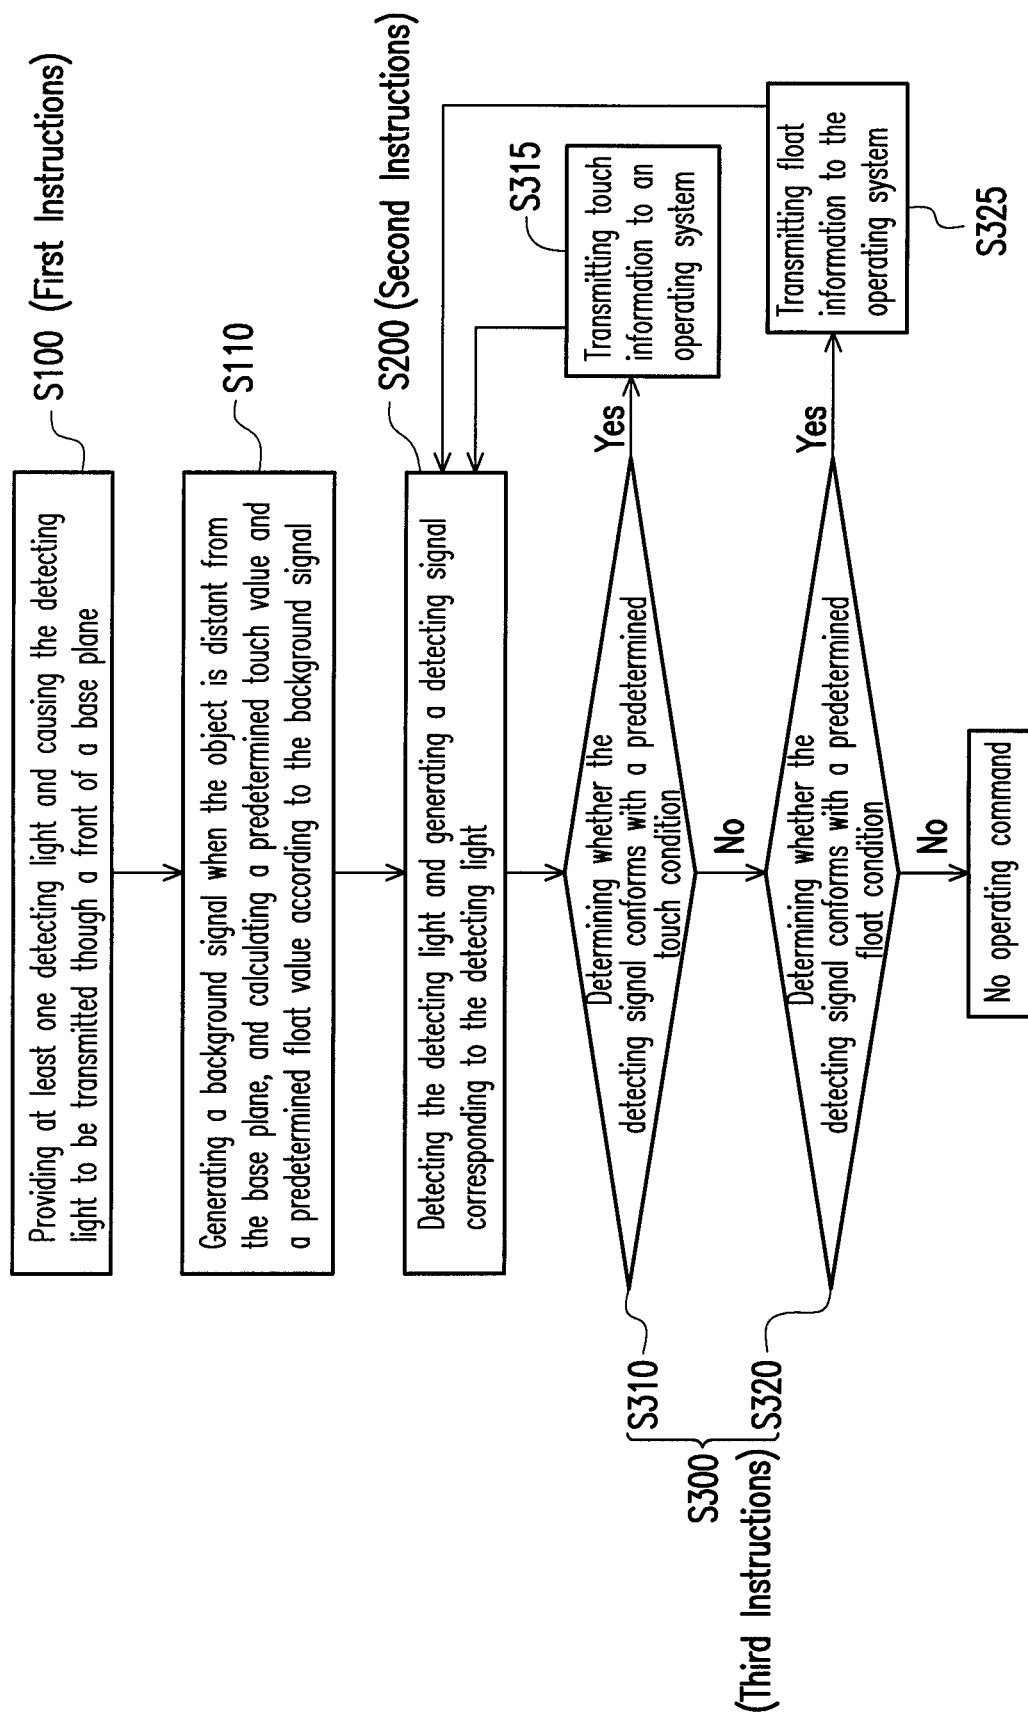 S100 (First Instructions)
Providing at least one detecting light and causing the detecting
light to be transmitted though a front of a base plane
S110
Generating a background signal when the object is distant from
the base plane, and calculating a predetermined touch value and
a predetermined float value according to the background signal
S200 (Second Instructions)
Detecting the detecting light and generating a detecting signal
corresponding to the detecting light
S310
Determining whether the
detecting signal conforms with a predetermined
touch condition
Yes
S315
Transmitting touch
information to an
operating system
No
S300
(Third Instructions)
S320
Determining whether the
detecting signal conforms with a predetermined
float condition
Yes
Transmitting float
information to the
operating system
S325
No
No operating command